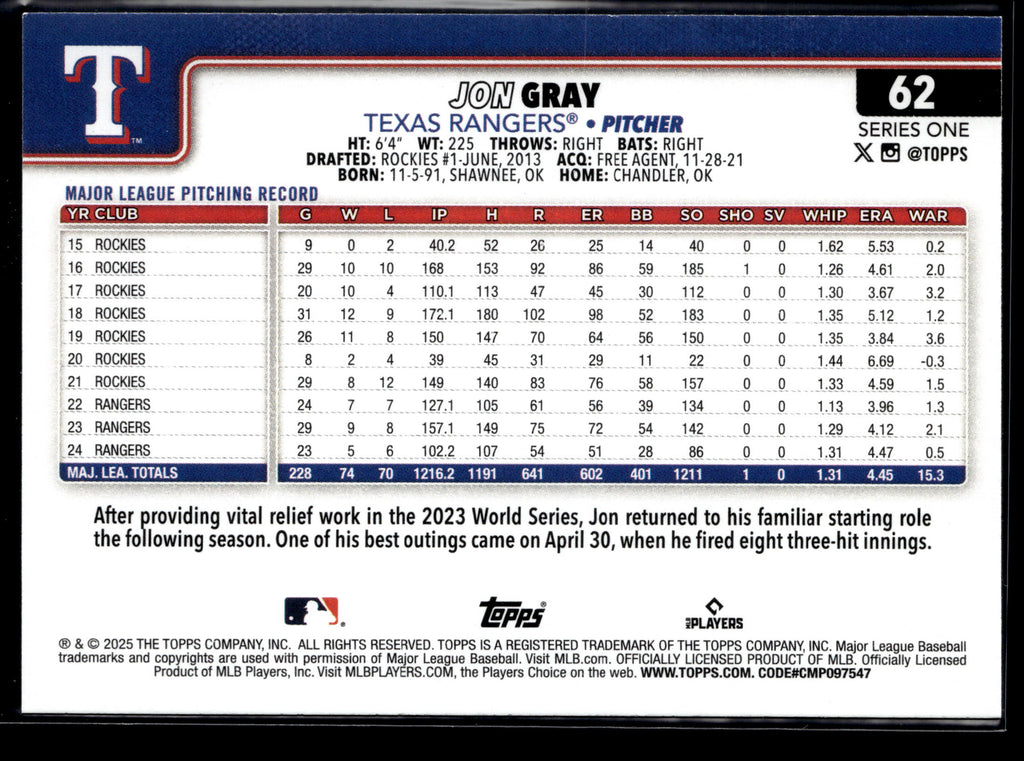 T
TM
JON GRAY
62
TEXAS RANGERS® • PITCHER
SERIES ONE
HT: 6'4" WT: 225 THROWS: RIGHT BATS: RIGHT
X @TOPPS
DRAFTED: ROCKIES #1-JUNE, 2013 ACQ: FREE AGENT, 11-28-21
BORN: 11-5-91, SHAWNEE, OK HOME: CHANDLER, OK
MAJOR LEAGUE PITCHING RECORD
YR CLUB G W L IP H R ER BB SO SHO SV WHIP ERA WAR
15 ROCKIES 9 0 2 40.2 52 26 25 14 40 0 0 1.62 5.53 0.2
16 ROCKIES 29 10 10 168 153 92 86 59 185 1 0 1.26 4.61 2.0
17 ROCKIES 20 10 4 110.1 113 47 45 30 112 0 0 1.30 3.67 3.2
18 ROCKIES 31 12 9 172.1 180 102 98 52 183 0 0 1.35 5.12 1.2
19 ROCKIES 26 11 8 150 147 70 64 56 150 0 0 1.35 3.84 3.6
20 ROCKIES 8 2 4 39 45 31 29 11 22 0 0 1.44 6.69 -0.3
21 ROCKIES 29 8 12 149 140 83 76 58 157 0 0 1.33 4.59 1.5
22 RANGERS 24 7 7 127.1 105 61 56 39 134 0 0 1.13 3.96 1.3
23 RANGERS 29 9 8 157.1 149 75 72 54 142 0 0 1.29 4.12 2.1
24 RANGERS 23 5 6 102.2 107 54 51 28 86 0 0 1.31 4.47 0.5
MAJ. LEA. TOTALS 228 74 70 1216.2 1191 641 602 401 1211 1 0 1.31 4.45 15.3
After providing vital relief work in the 2023 World Series, Jon returned to his familiar starting role
the following season. One of his best outings came on April 30, when he fired eight three-hit innings.
Topps®
MLB PLAYERS
® & © 2025 THE TOPPS COMPANY, INC. ALL RIGHTS RESERVED. TOPPS IS A REGISTERED TRADEMARK OF THE TOPPS COMPANY, INC. Major League Baseball
trademarks and copyrights are used with permission of Major League Baseball. Visit MLB.com. OFFICIALLY LICENSED PRODUCT OF MLB. Officially Licensed
Product of MLB Players, Inc. Visit MLBPLAYERS.COM, the Players Choice on the web. WWW.TOPPS.COM. CODE#CMP097547